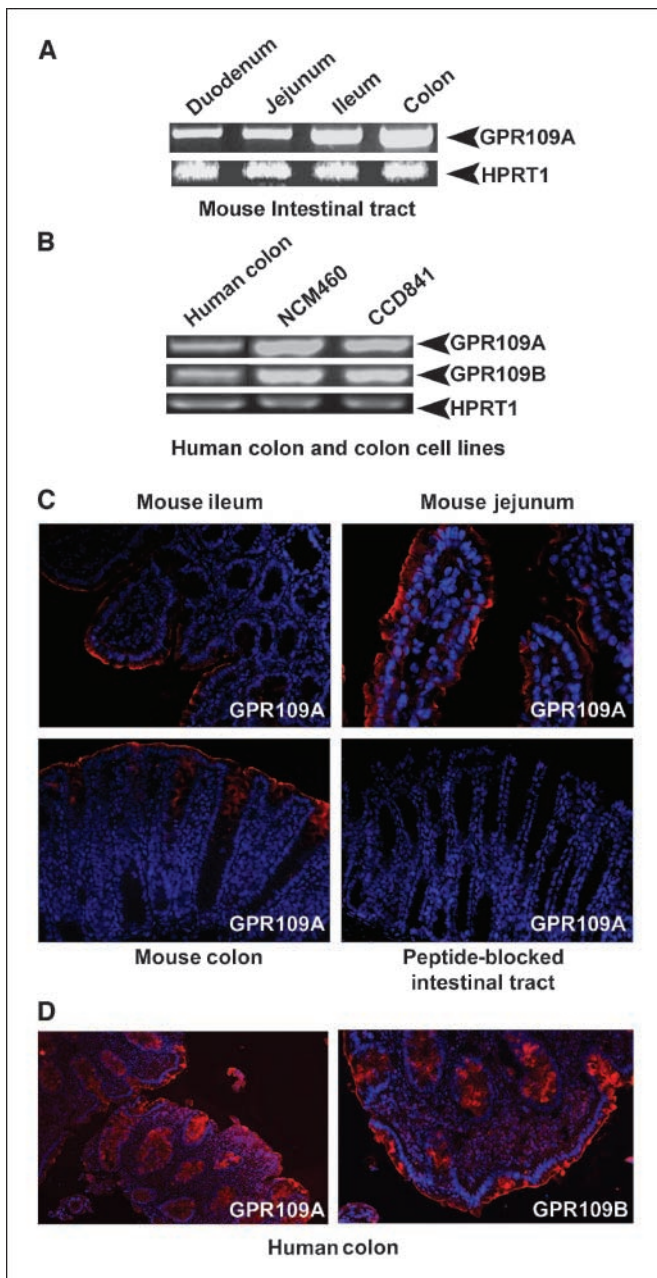 A
Duodenum
Jejunum
Ileum
Colon
GPR109A
HPRT1
Mouse Intestinal tract
B
Human colon
NCM460
CCD841
GPR109A
GPR109B
HPRT1
Human colon and colon cell lines
C
Mouse ileum
Mouse jejunum
GPR109A
GPR109A
GPR109A
GPR109A
Mouse colon
Peptide-blocked
intestinal tract
D
GPR109A
GPR109B
Human colon